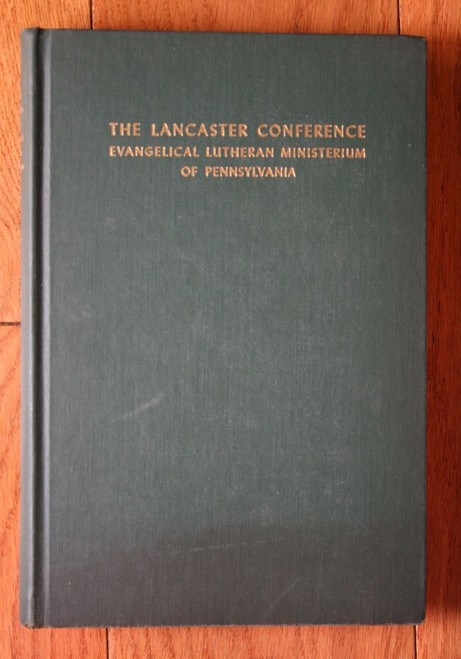 THE LANCASTER CONFERENCE
EVANGELICAL LUTHERAN MINISTERIUM
OF PENNSYLVANIA